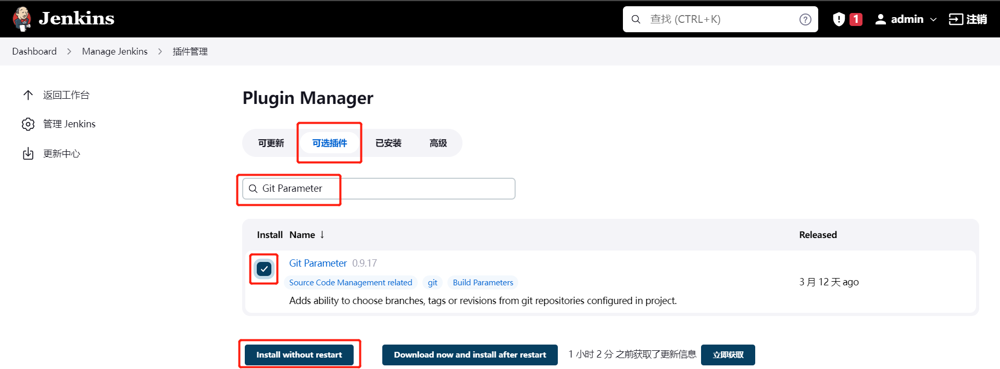 Jenkins
查找 (CTRL+K)
1
admin
注销
Dashboard
Manage Jenkins
插件管理
返回工作台
管理 Jenkins
更新中心
Plugin Manager
可更新
可选插件
已安装
高级
Git Parameter
Install Name ↓ Released
Git Parameter 0.9.17
Source Code Management related git Build Parameters
3 月 12 天 ago
Adds ability to choose branches, tags or revisions from git repositories configured in project.
Install without restart
Download now and install after restart
1 小时 2 分 之前获取了更新信息
立即获取